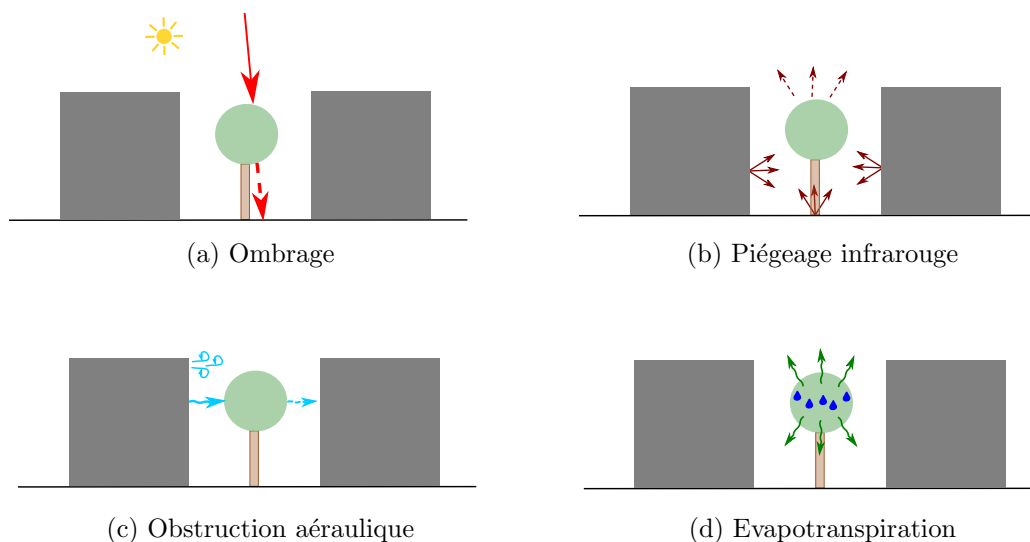 (a) Ombrage
(b) Piégeage infrarouge
(c) Obstruction aéraulique
(d) Evapotranspiration